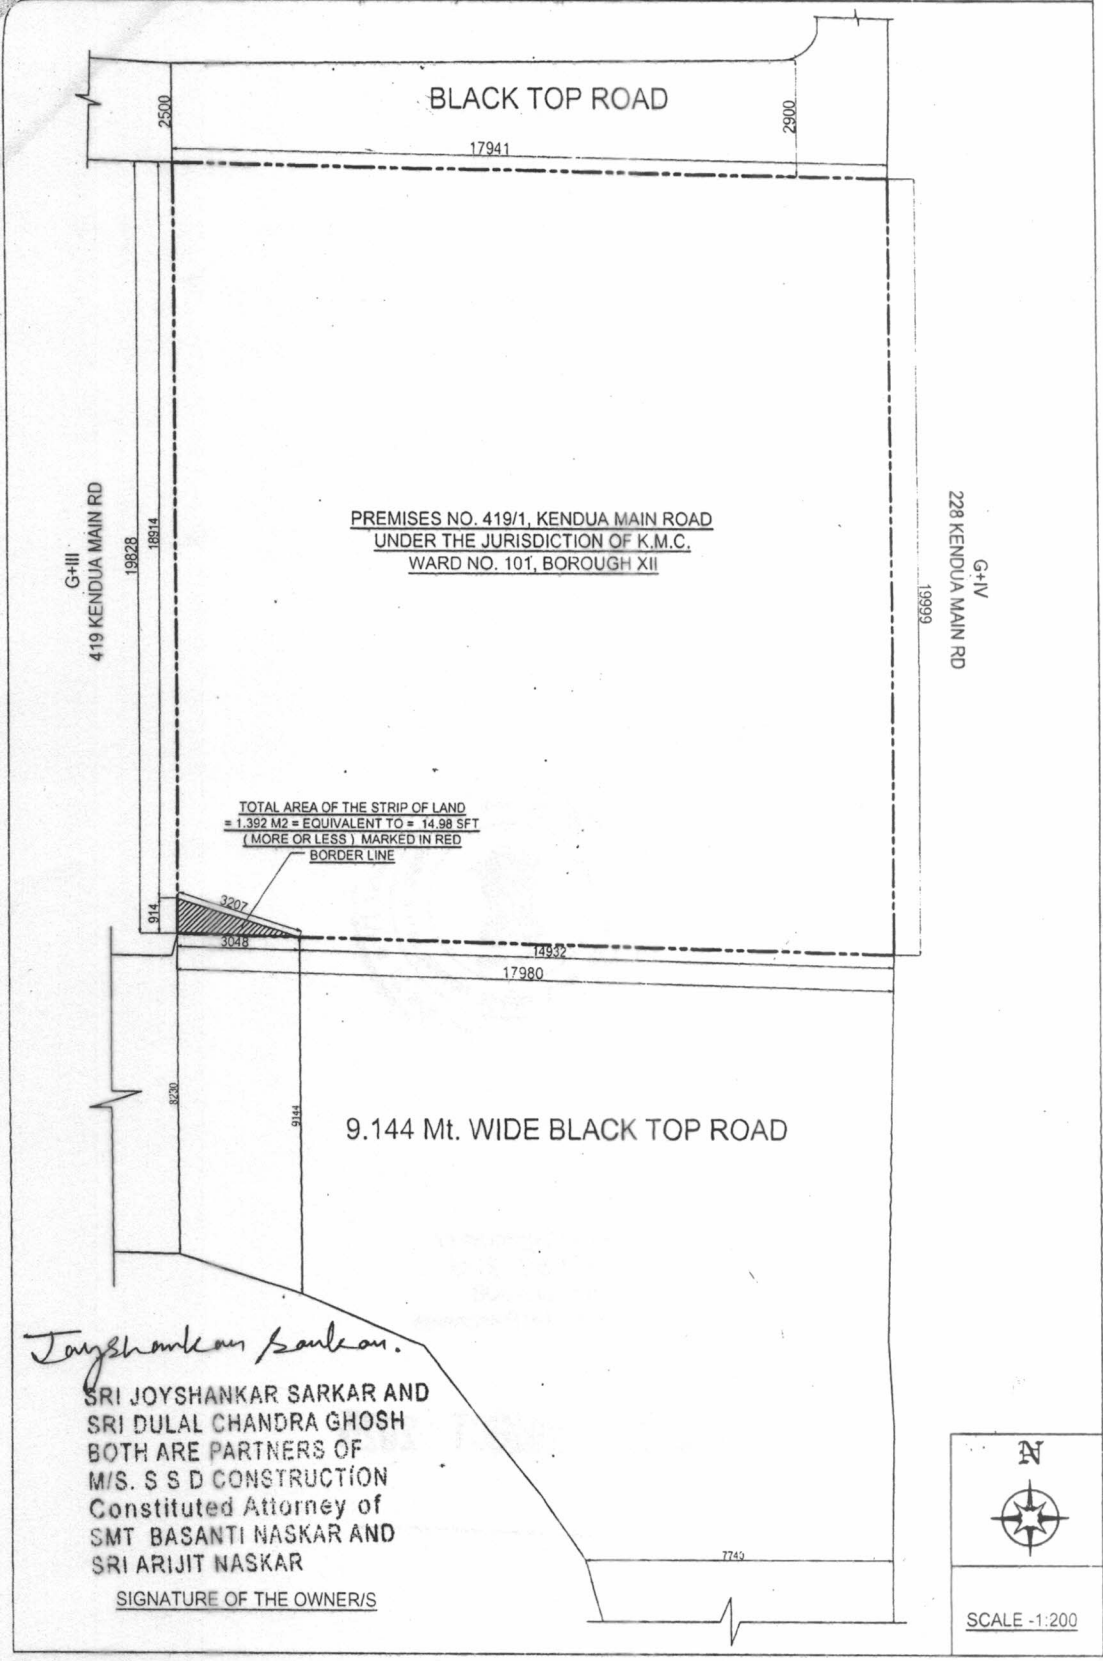 BLACK TOP ROAD
2500
2900
17941
PREMISES NO. 419/1, KENDUA MAIN ROAD
UNDER THE JURISDICTION OF K.M.C.
WARD NO. 101, BOROUGH XII
G+III
419 KENDUA MAIN RD
19828
18914
G+IV
228 KENDUA MAIN RD
19999
TOTAL AREA OF THE STRIP OF LAND
= 1.392 M2 = EQUIVALENT TO = 14.98 SFT
( MORE OR LESS ) MARKED IN RED
BORDER LINE
914
3207
3048
14932
17980
8230
9144
9.144 Mt. WIDE BLACK TOP ROAD
Joyshankar Sarkar.
SRI JOYSHANKAR SARKAR AND
SRI DULAL CHANDRA GHOSH
BOTH ARE PARTNERS OF
M/S. S S D CONSTRUCTION
Constituted Attorney of
SMT BASANTI NASKAR AND
SRI ARIJIT NASKAR
SIGNATURE OF THE OWNER/S
N
SCALE -1:200